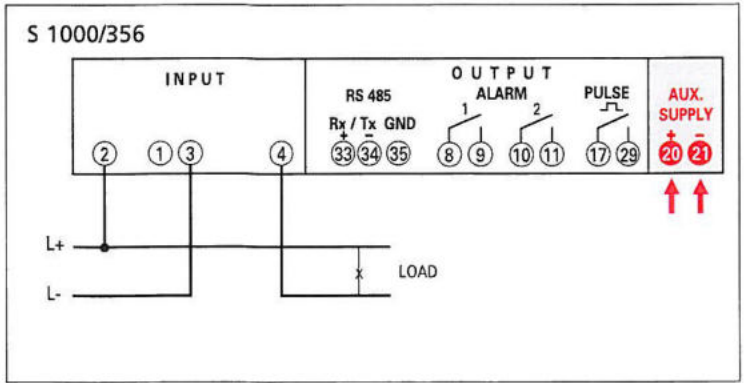 S 1000/356
INPUT
OUTPUT
RS 485
ALARM
PULSE
AUX.
SUPPLY
1
2
Rx / Tx GND
+ -
+ -
2 1 3 4 33 34 35 8 9 10 11 17 29 20 21
L+
LOAD
L-